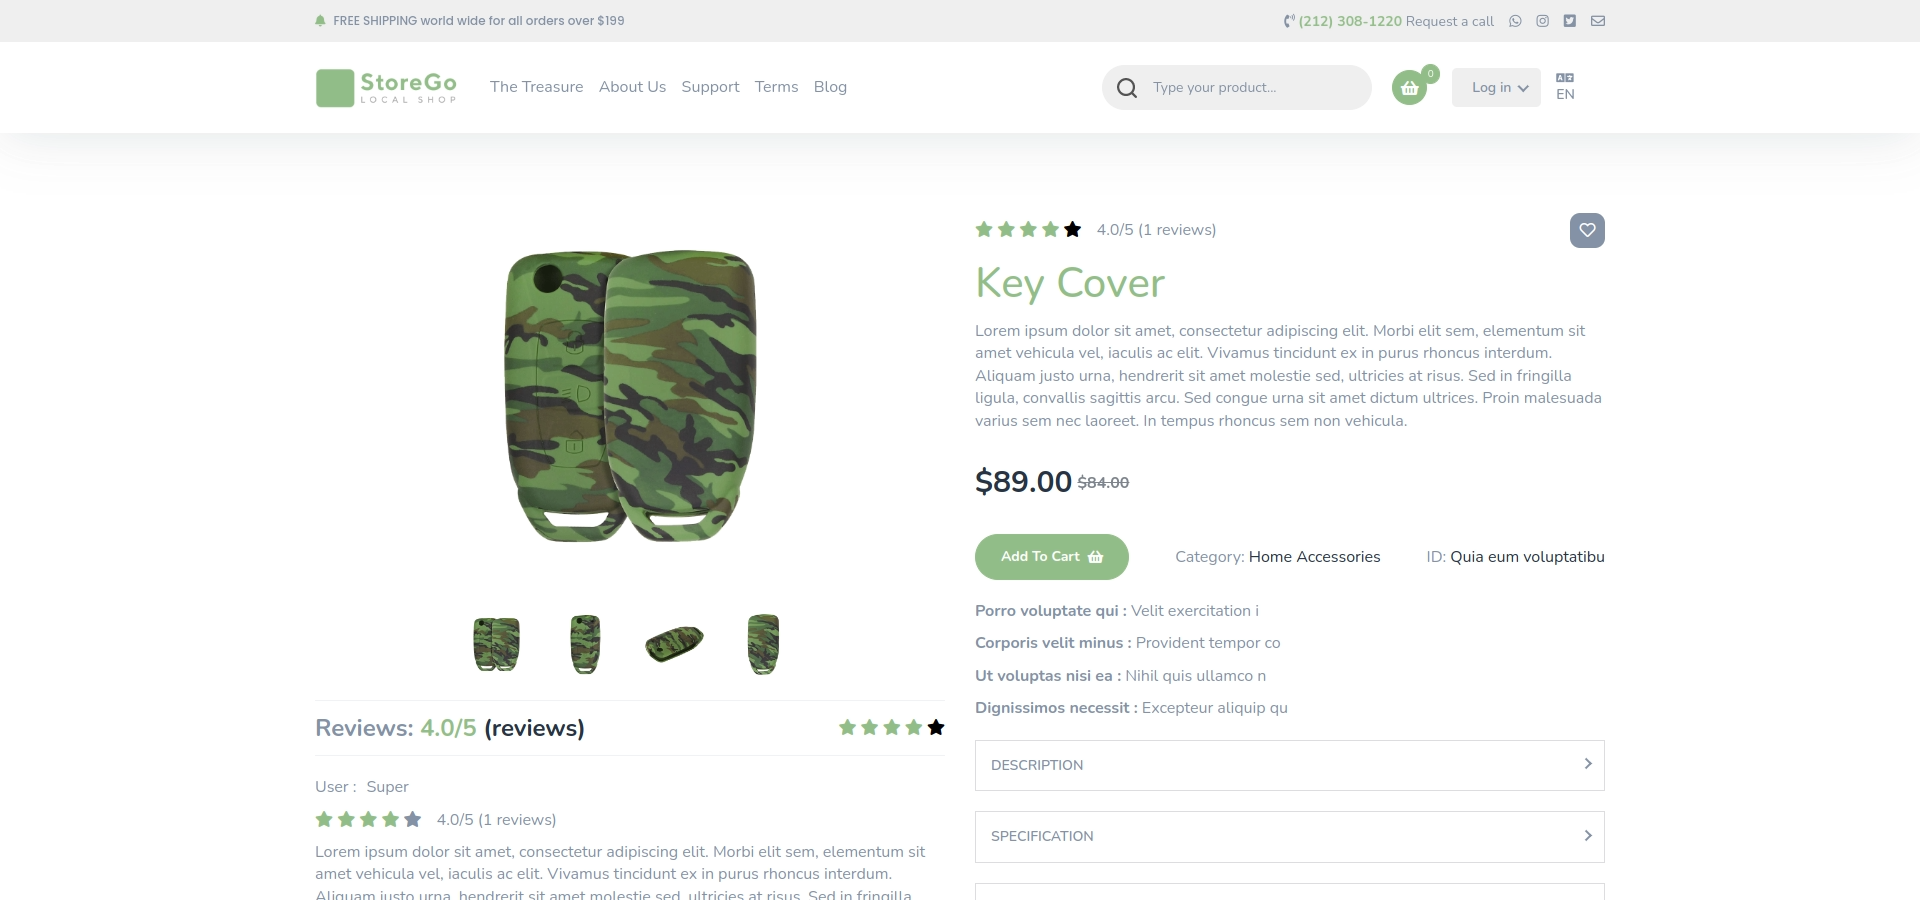 FREE SHIPPING world wide for all orders over $199
(212) 308-1220 Request a call
StoreGo
LOCAL SHOP
The Treasure
About Us
Support
Terms
Blog
Type your product...
0
Log in
EN
4.0/5 (1 reviews)
Key Cover
Lorem ipsum dolor sit amet, consectetur adipiscing elit. Morbi elit sem, elementum sit
amet vehicula vel, iaculis ac elit. Vivamus tincidunt ex in purus rhoncus interdum.
Aliquam justo urna, hendrerit sit amet molestie sed, ultricies at risus. Sed in fringilla
ligula, convallis sagittis arcu. Sed congue urna sit amet dictum ultrices. Proin malesuada
varius sem nec laoreet. In tempus rhoncus sem non vehicula.
$89.00 $84.00
Add To Cart
Category: Home Accessories
ID: Quia eum voluptatibu
Porro voluptate qui : Velit exercitation i
Corporis velit minus : Provident tempor co
Ut voluptas nisi ea : Nihil quis ullamco n
Dignissimos necessit : Excepteur aliquip qu
DESCRIPTION
SPECIFICATION
Reviews: 4.0/5 (reviews)
User : Super
4.0/5 (1 reviews)
Lorem ipsum dolor sit amet, consectetur adipiscing elit. Morbi elit sem, elementum sit
amet vehicula vel, iaculis ac elit. Vivamus tincidunt ex in purus rhoncus interdum.
Aliquam justo urna, hendrerit sit amet molestie sed, ultricies at risus. Sed in fringilla